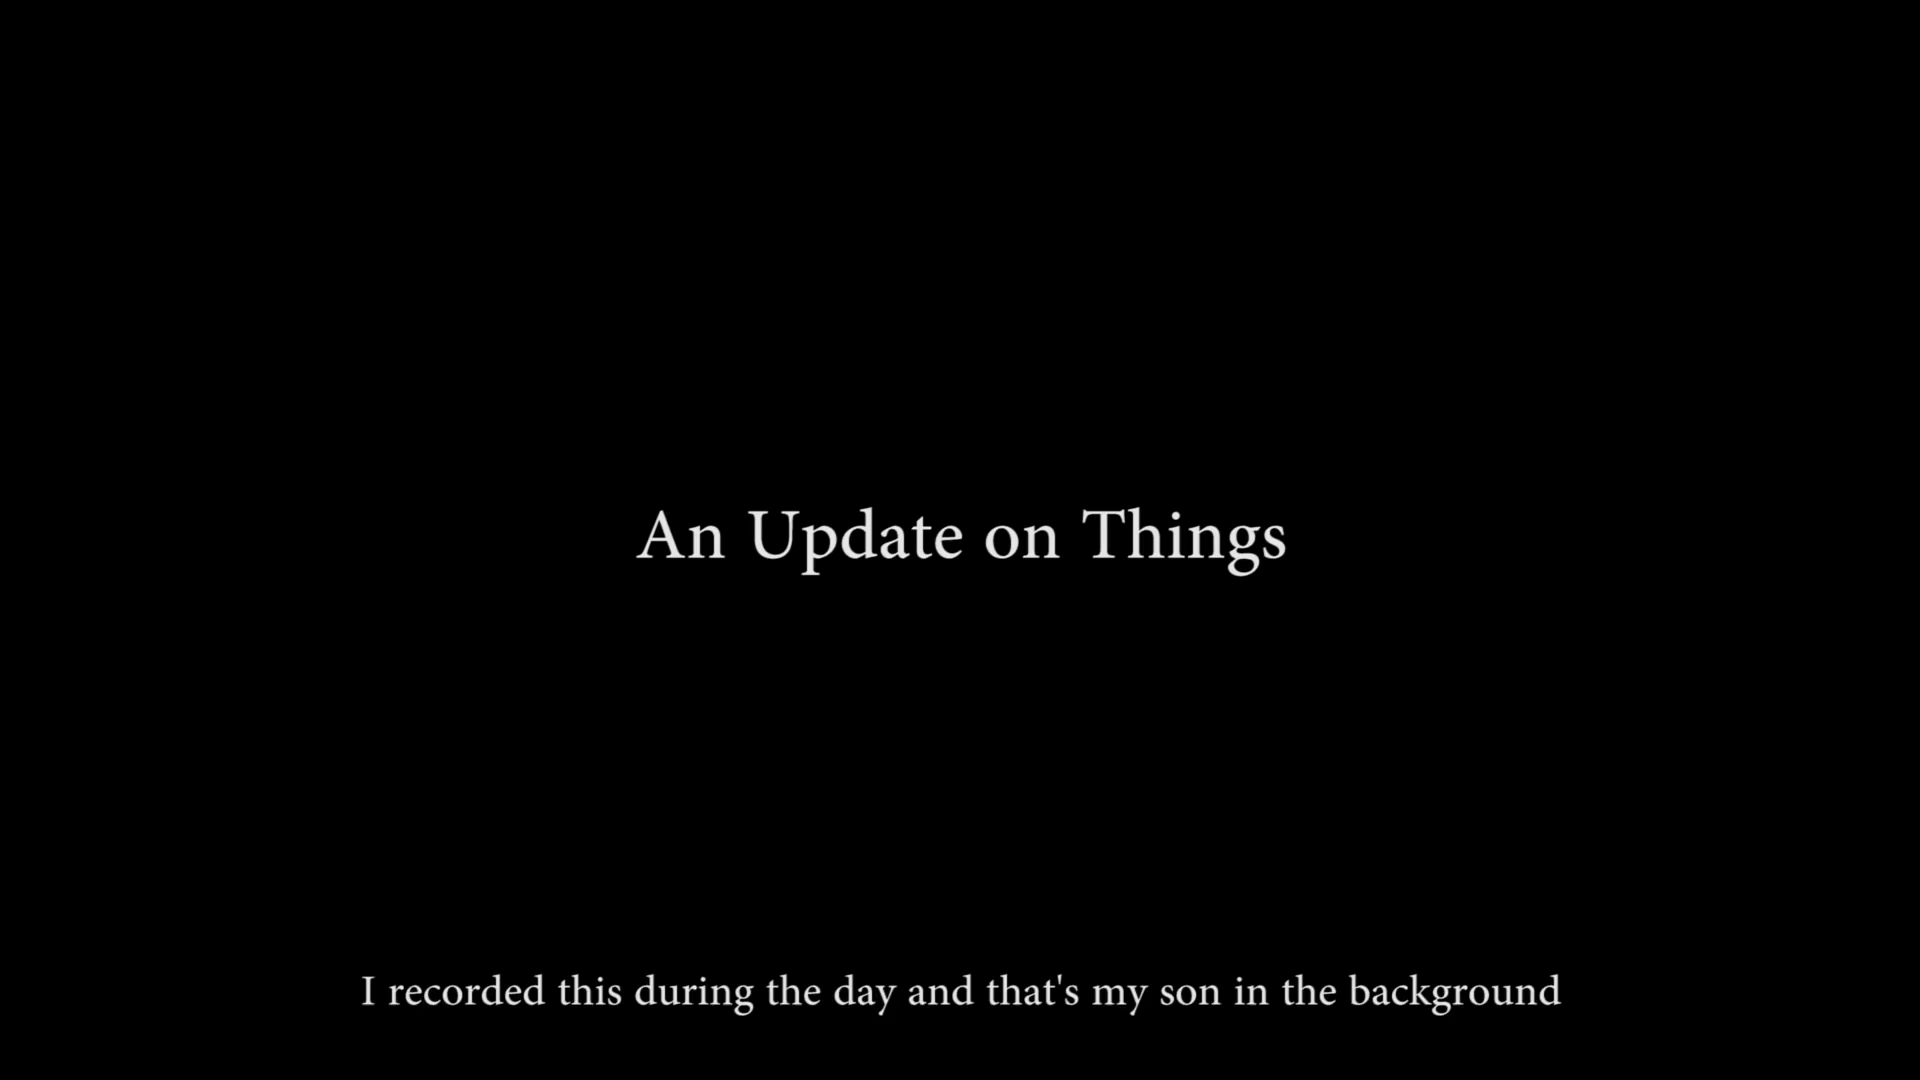 An Update on Things
I recorded this during the day and that's my son in the background